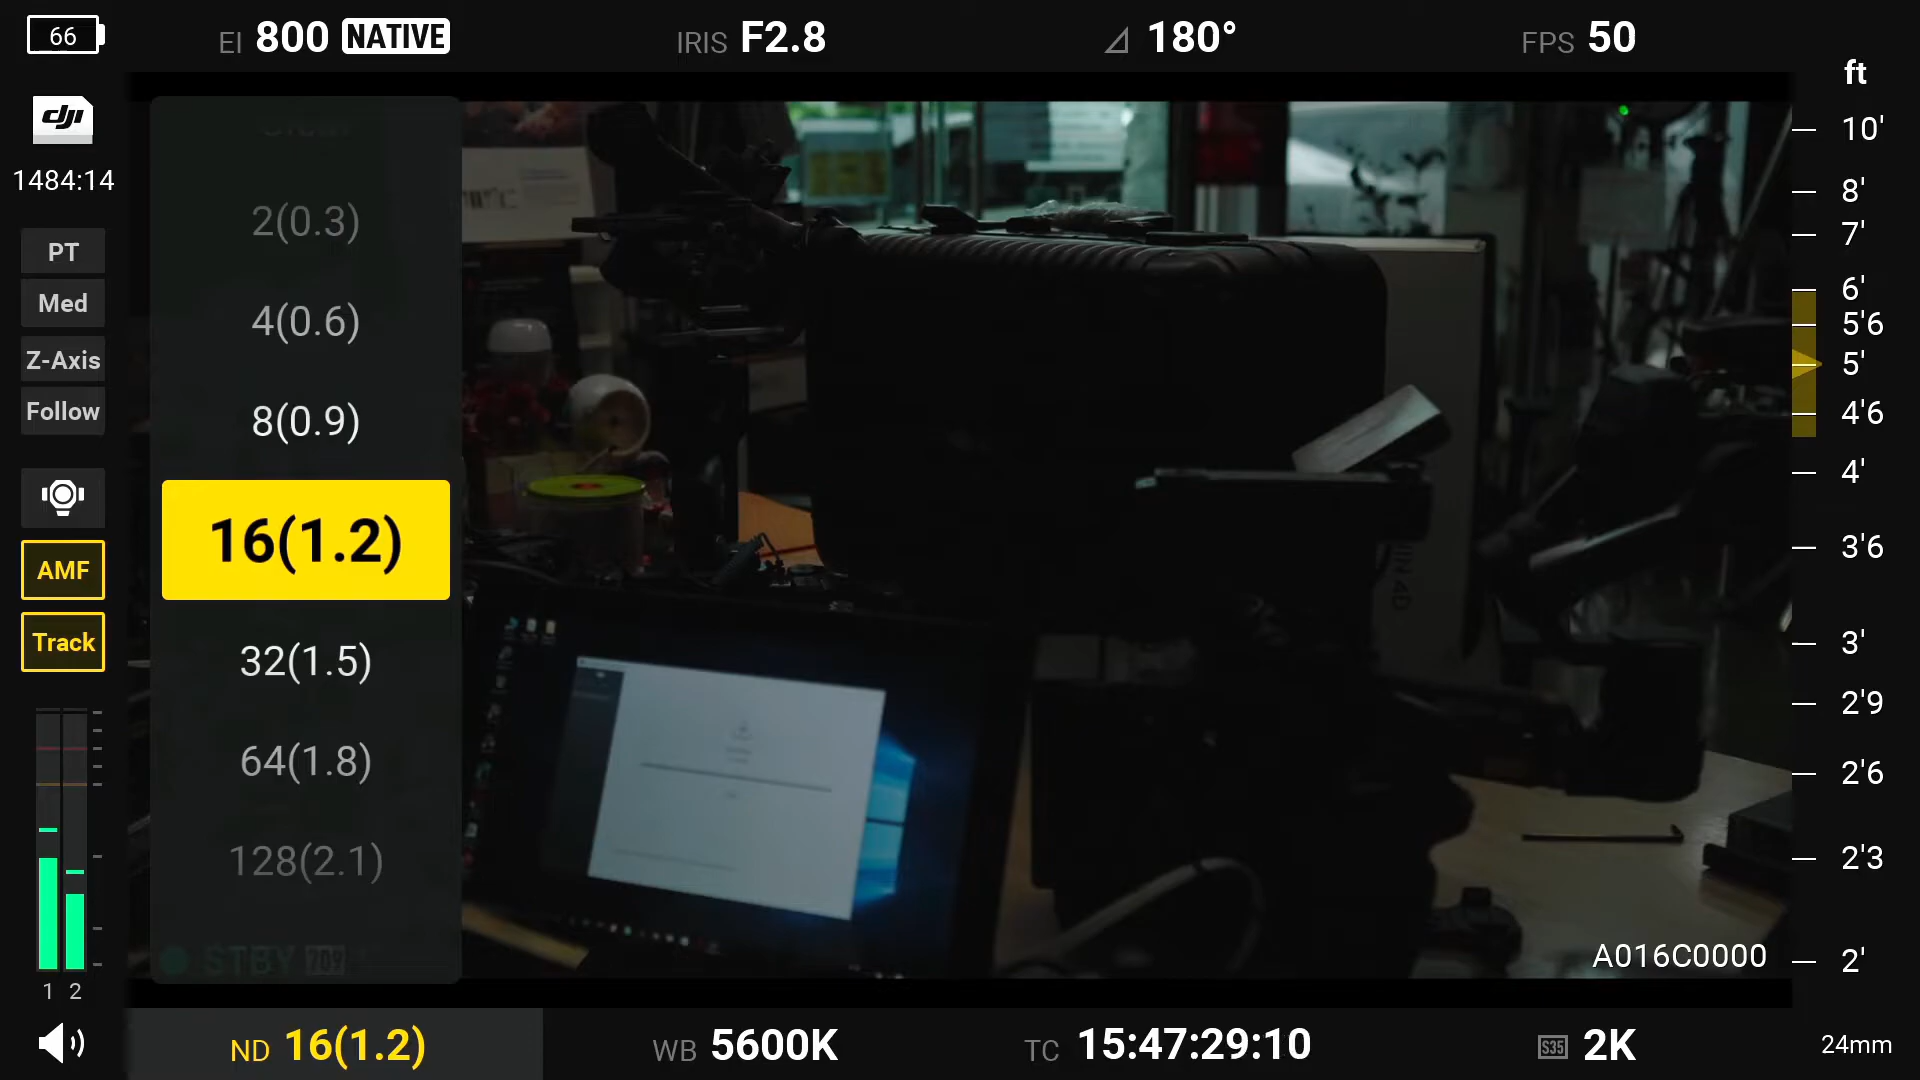 66
EI 800 NATIVE
IRIS F2.8
180°
FPS 50
ft
dji
1484:14
PT
Med
Z-Axis
Follow
AMF
Track
1 2
2(0.3)
4(0.6)
8(0.9)
16(1.2)
32(1.5)
64(1.8)
128(2.1)
STBY 709
10'
8'
7'
6'
5'6
5'
4'6
4'
3'6
3'
2'9
2'6
2'3
2'
A016C0000
ND 16(1.2)
WB 5600K
TC 15:47:29:10
S35 2K
24mm